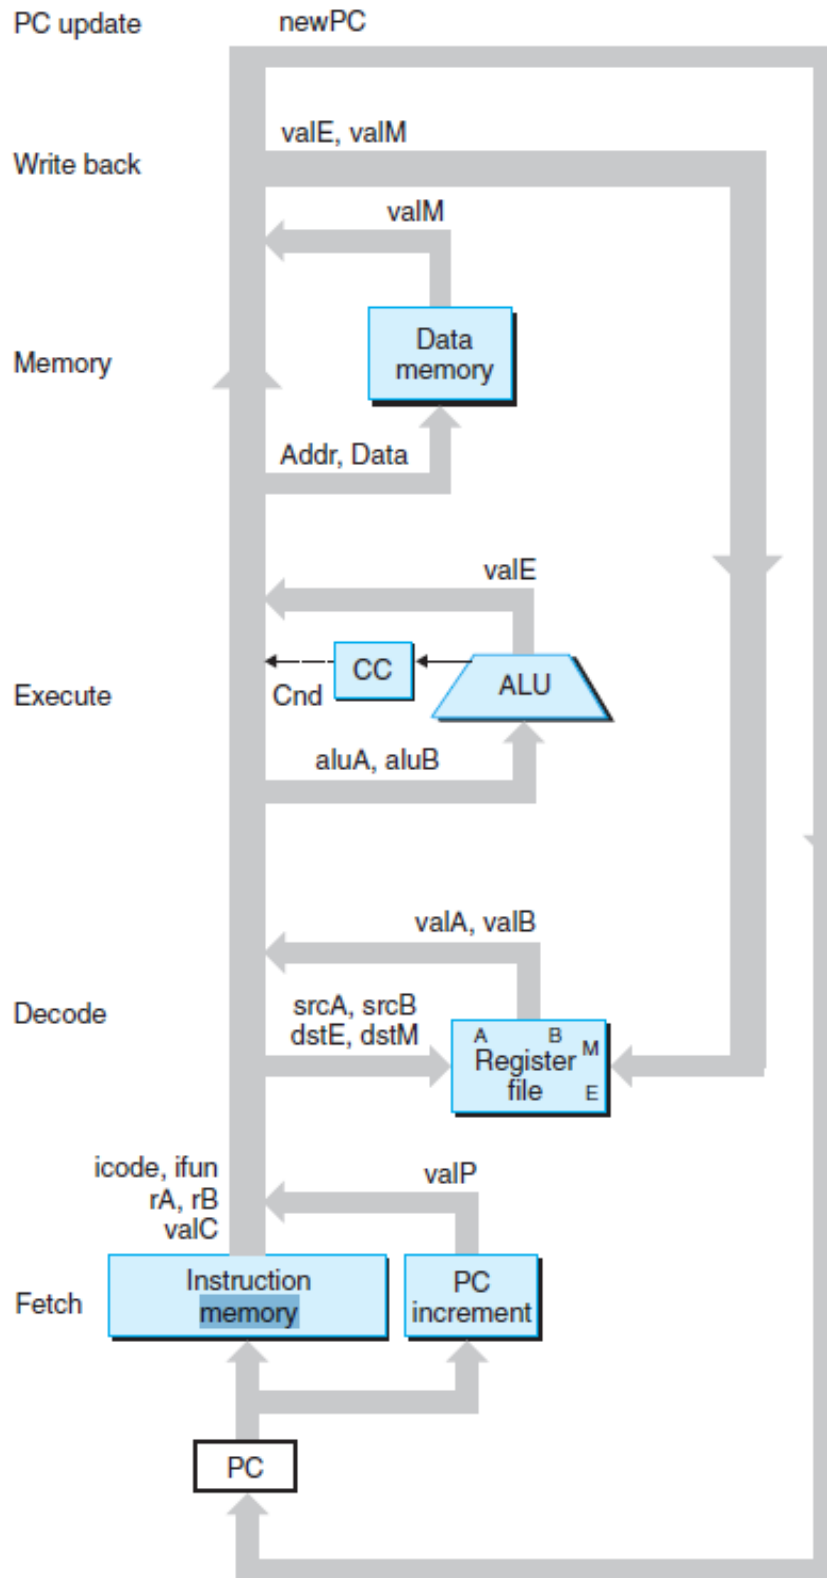 PC update
newPC
valE, valM
Write back
valM
Data
memory
Memory
Addr, Data
valE
CC
ALU
Cnd
Execute
aluA, aluB
valA, valB
srcA, srcB
dstE, dstM
Decode
A
B
M
Register
file
E
icode, ifun
rA, rB
valC
valP
Instruction
memory
PC
increment
Fetch
PC